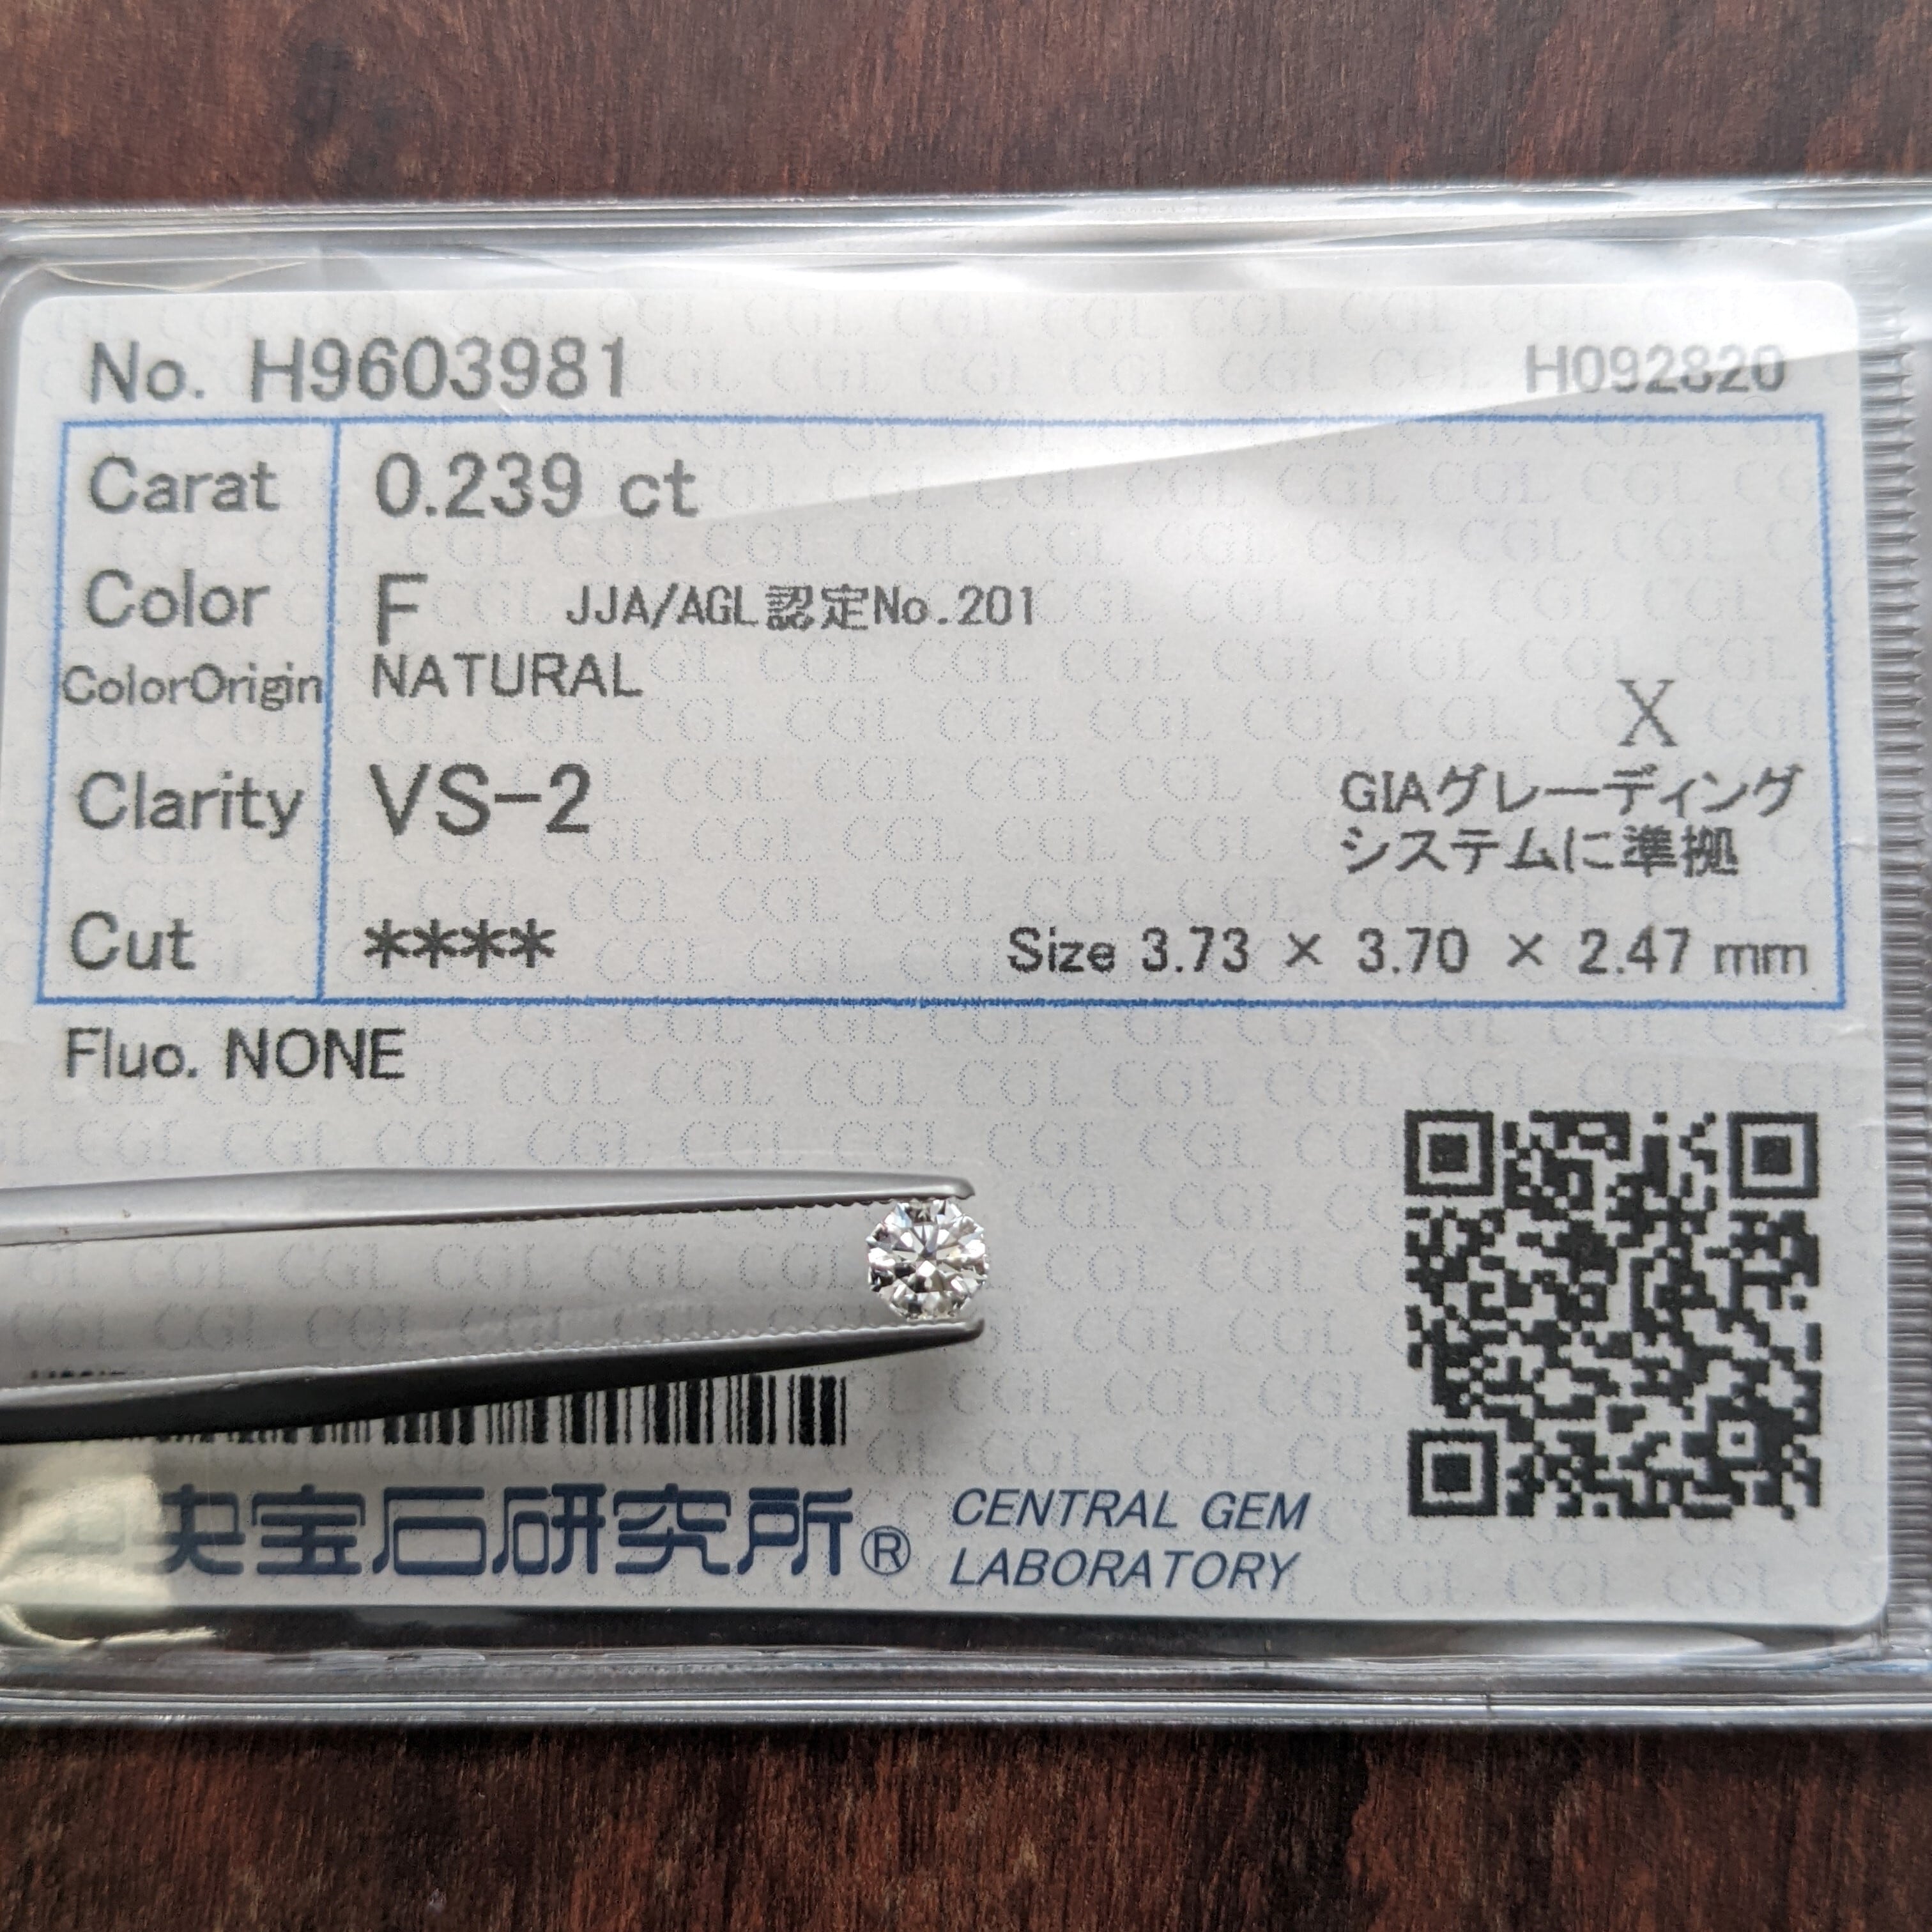 No. H9603981
H092820
Carat 0.239 ct
Color F JJA/AGL認定No.201
ColorOrigin NATURAL
X
Clarity VS-2
GIAグレーディング
システムに準拠
Cut ****
Size 3.73 × 3.70 × 2.47 mm
Fluo. NONE
央宝石研究所®
CENTRAL GEM
LABORATORY